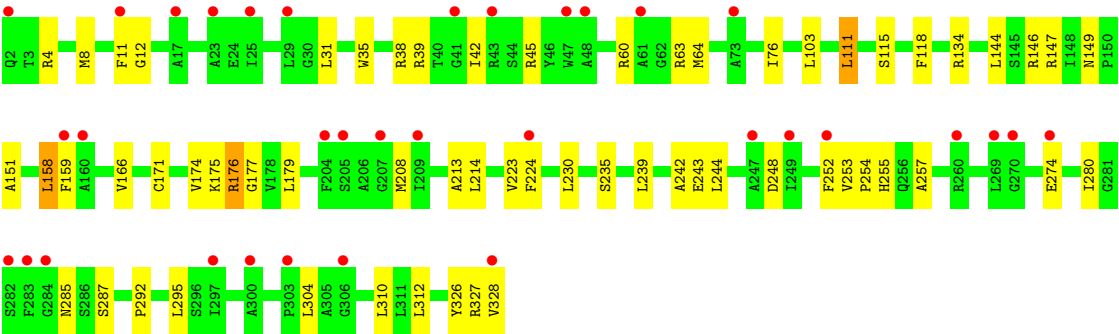 Q2 T3 R4 M8 F11 G12 A17 A23 E24 I25 L29 G30 L31 W35 R38 R39 T40 G41 I42 R43 S44 R45 Y46 W47 A48 R60 A61 G62 R63 M64 A73 I76 L103 L111 S115 F118 R134 L144 S145 R146 R147 I148 N149 P150
A151 L158 F159 A160 V166 C171 V174 K175 R176 G177 V178 L179 F204 S205 A206 G207 M208 I209 A213 L214 V223 F224 L230 S235 L239 A242 E243 L244 A247 D248 I249 F252 V253 P254 H255 Q256 A257 R260 L269 G270 E274 I280 G281
S282 F283 G284 N285 S286 S287 P292 L295 S296 I297 A300 P303 L304 A305 G306 L310 L311 L312 Y326 R327 V328